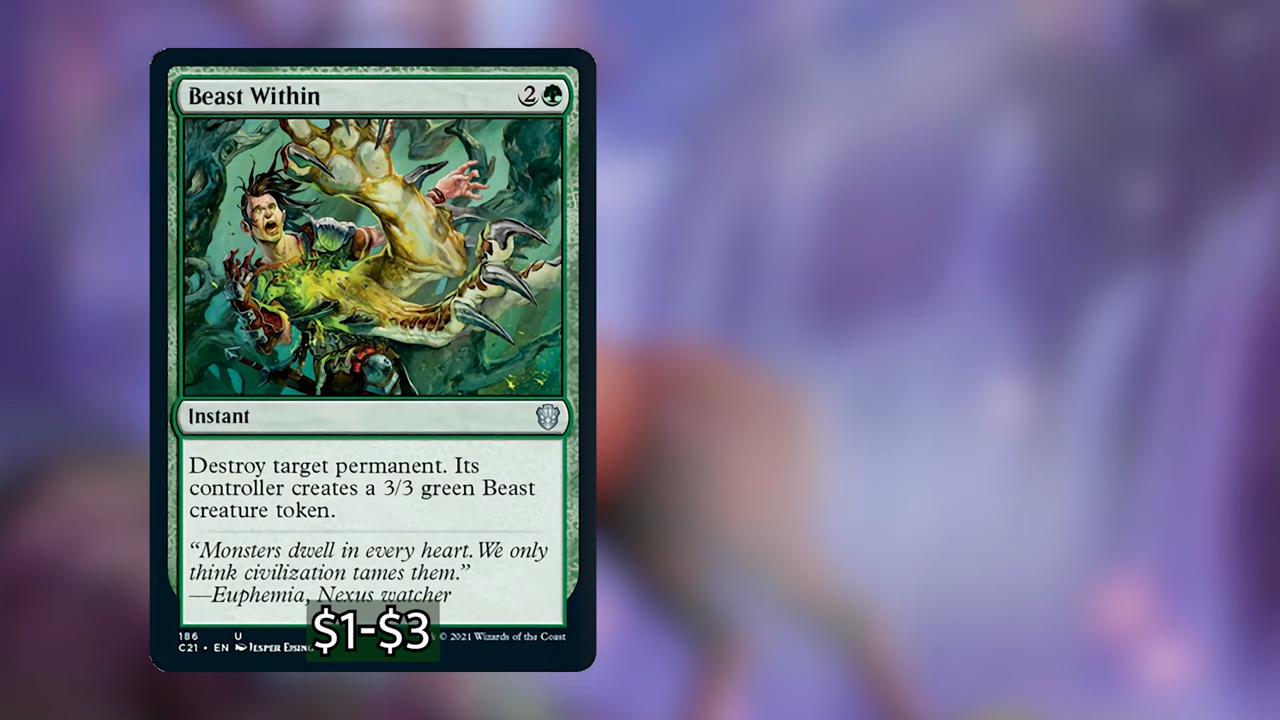 Beast Within 2
Instant
Destroy target permanent. Its
controller creates a 3/3 green Beast
creature token.
“Monsters dwell in every heart. We only
think civilization tames them.”
—Euphemia, Nexus watcher
$1-$3
186 U
C21 • EN JESPER © 2021 Wizards of the Coast